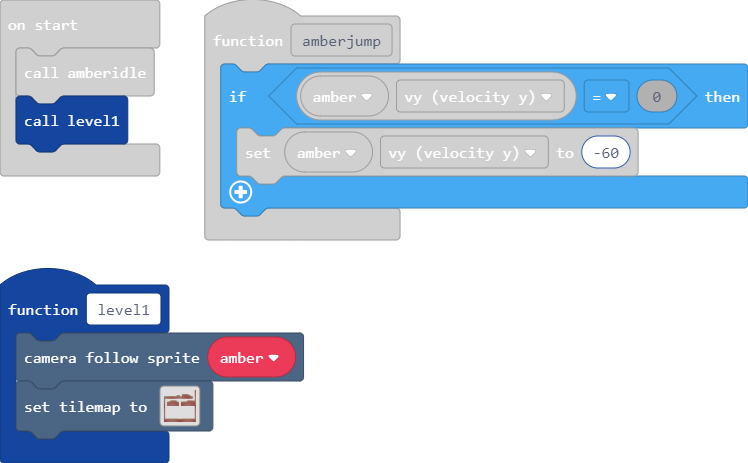 on start
call amberidle
call level1
function amberjump
if amber vy (velocity y) = 0 then
set amber vy (velocity y) to -60
function level1
camera follow sprite amber
set tilemap to